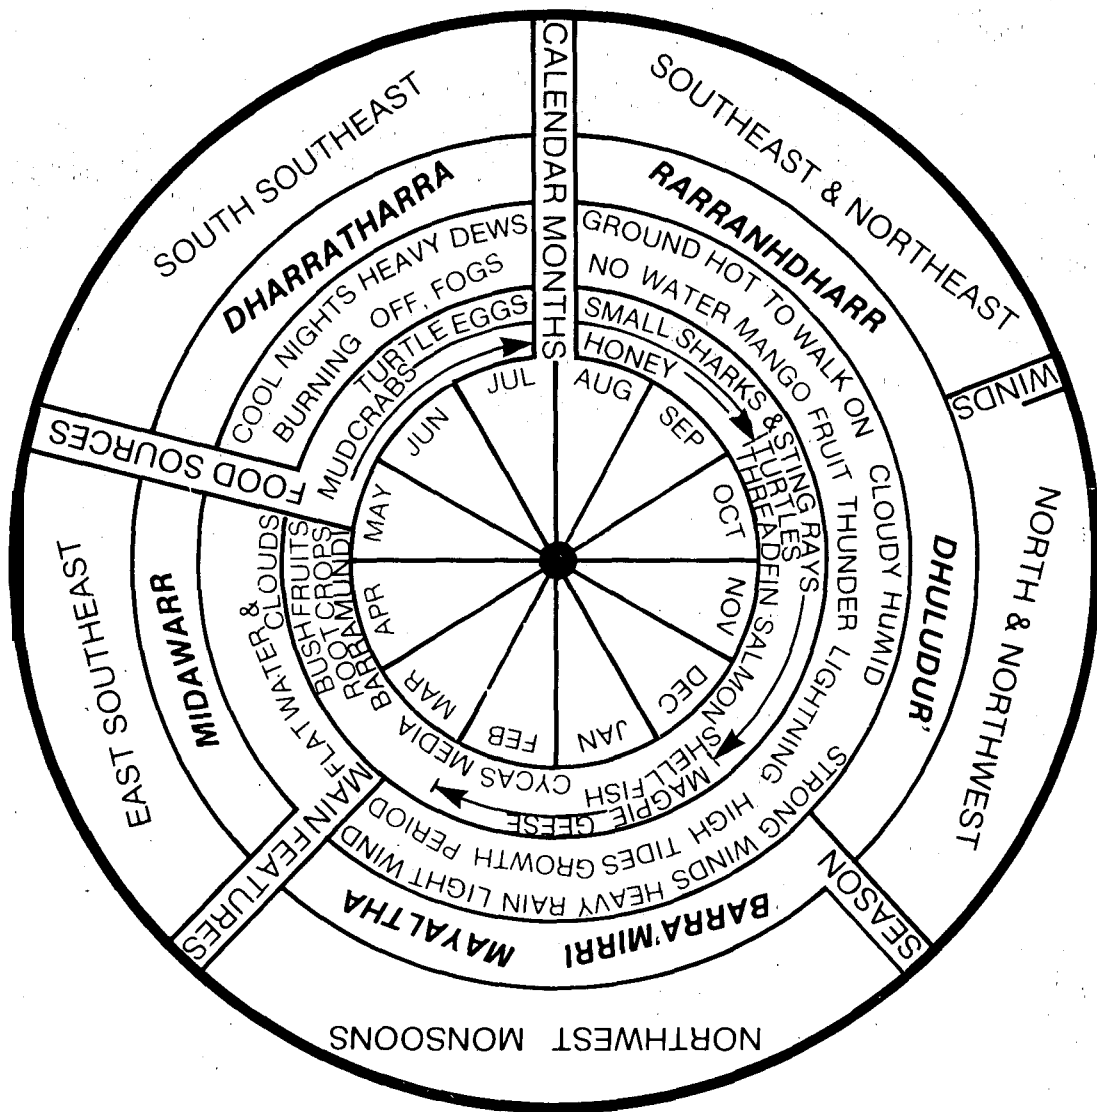 CALENDAR MONTHS
SOUTHEAST & NORTHEAST
WINDS
NORTH & NORTHWEST
SEASON
NORTHWEST MONSOONS
MAIN FEATURES
EAST SOUTHEAST
FOOD SOURCES
SOUTH SOUTHEAST
RARRANHDHARR
DHULUDUR'
BARRA'MIRRI
MAYALTHA
MIDAWARR
DHARRATHARRA
GROUND HOT TO WALK ON
NO WATER MANGO FRUIT
CLOUDY HUMID
THUNDER LIGHTNING
STRONG WINDS HEAVY RAIN LIGHT WIND
HIGH TIDES GROWTH PERIOD
FLAT WATER &
CLOUDS
COOL NIGHTS HEAVY DEWS
BURNING OFF, FOGS
SMALL SHARKS & STING RAYS
HONEY
TURTLES
THREADFIN SALMON
SHELLFISH
MAGPIE GEESE
CYCAS MEDIA
BUSH FRUITS
ROOT CROPS
BARRAMUNDI
TURTLE EGGS
MUDCRABS
JUL
AUG
SEP
OCT
NOV
DEC
JAN
FEB
MAR
APR
MAY
JUN